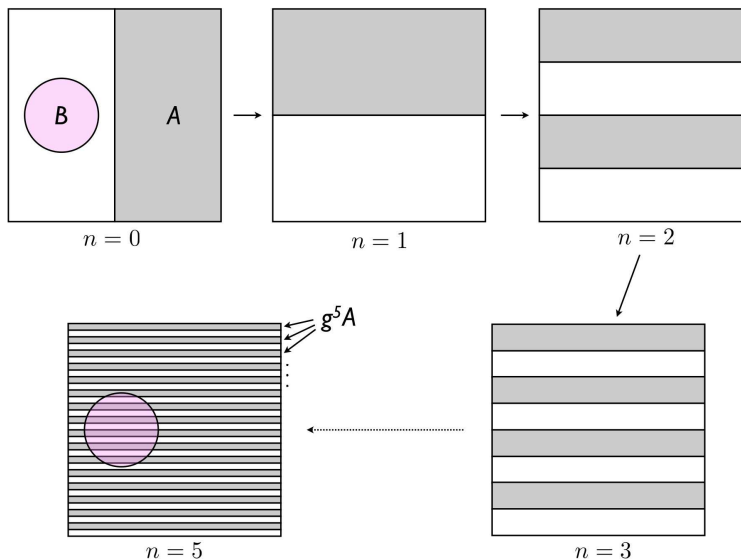 B A
n = 0
n = 1
n = 2
g⁵A
n = 5
n = 3